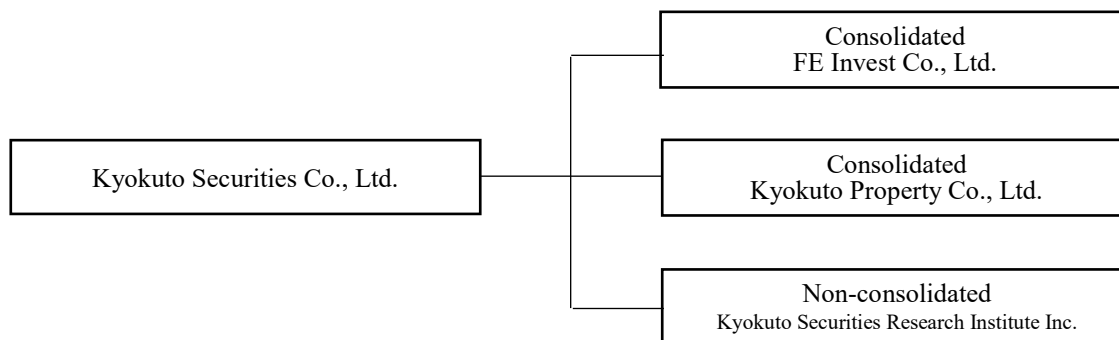 Consolidated
FE Invest Co., Ltd.
Kyokuto Securities Co., Ltd.
Consolidated
Kyokuto Property Co., Ltd.
Non-consolidated
Kyokuto Securities Research Institute Inc.